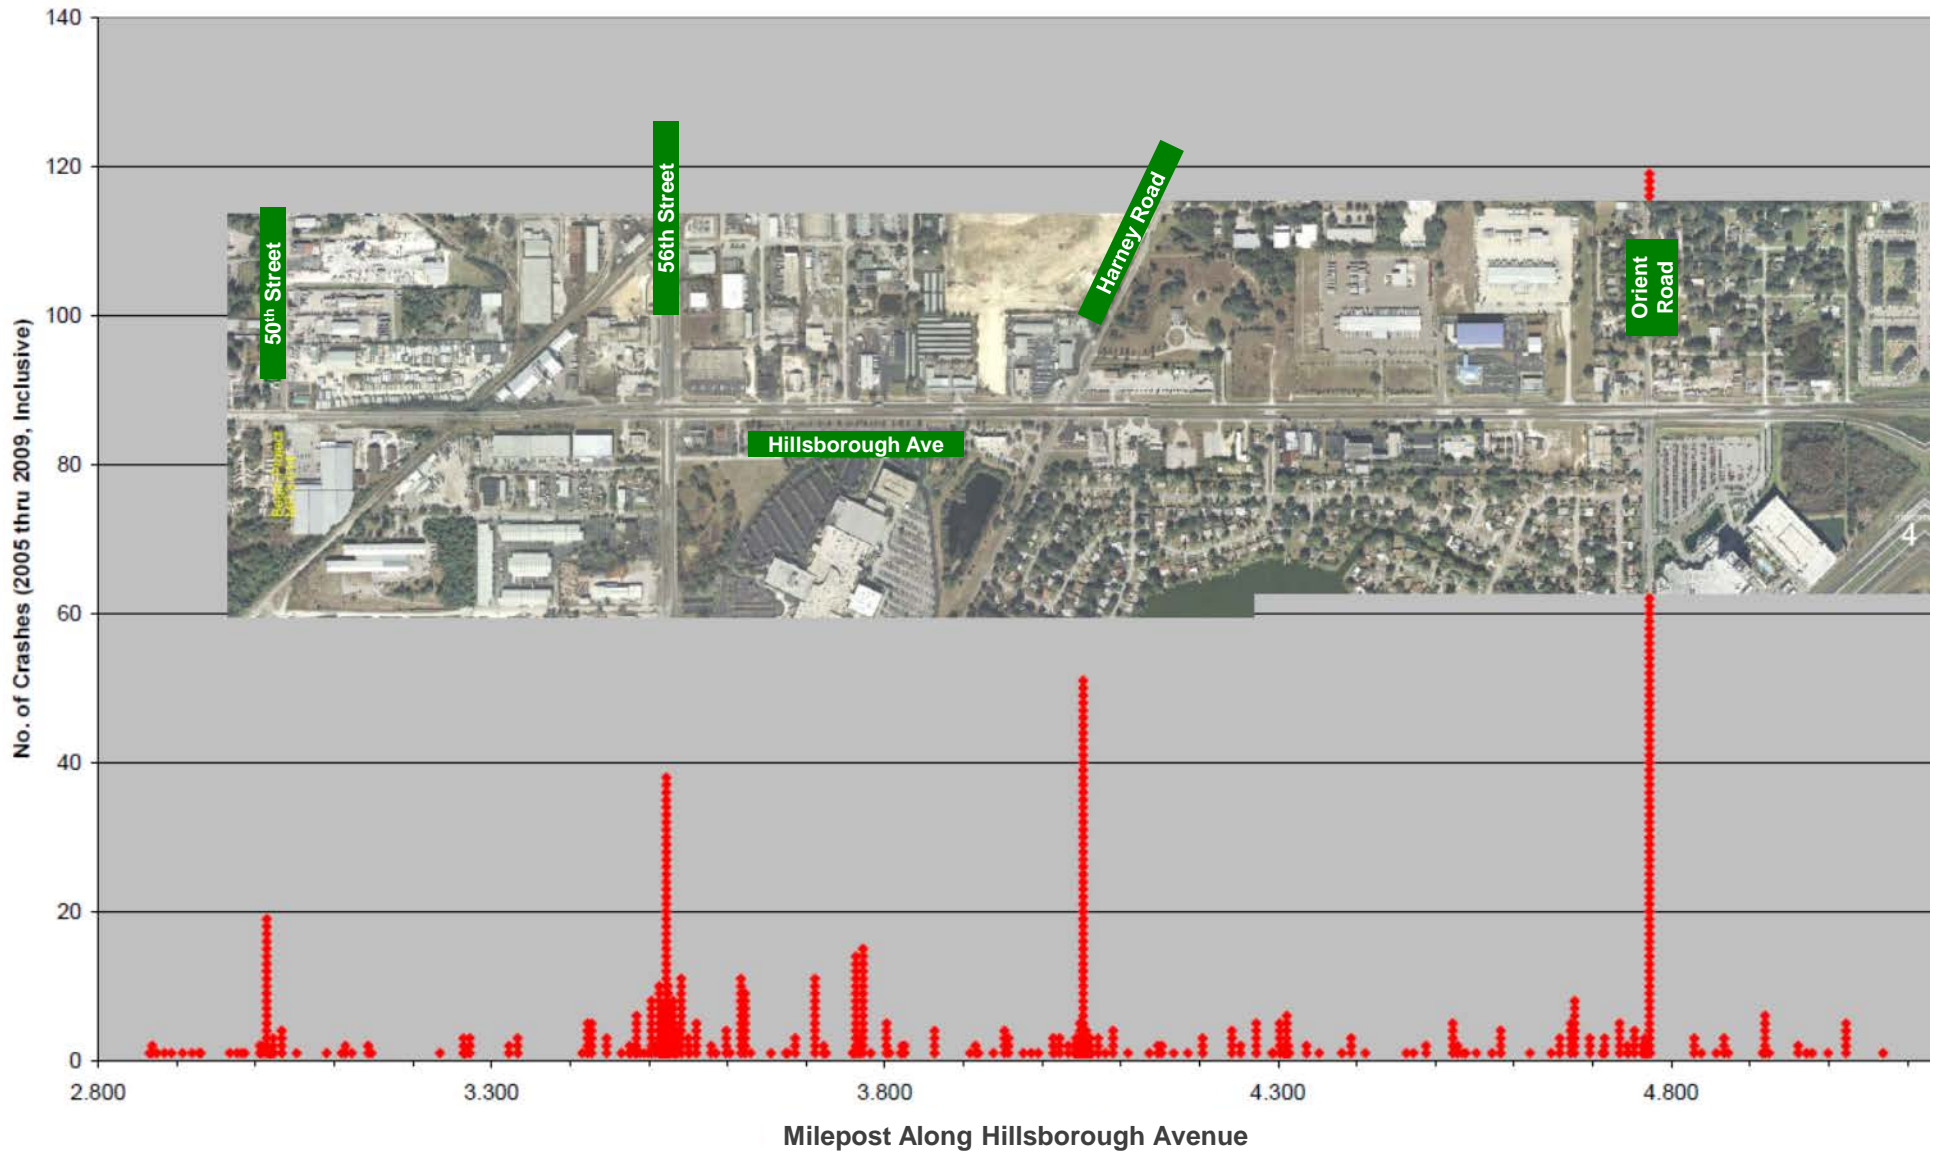 140
120
100
80
60
40
20
0
No. of Crashes (2005 thru 2009, Inclusive)
50th Street
56th Street
Harney Road
Orient
Road
Hillsborough Ave
4
2.800
3.300
3.800
4.300
4.800
Milepost Along Hillsborough Avenue